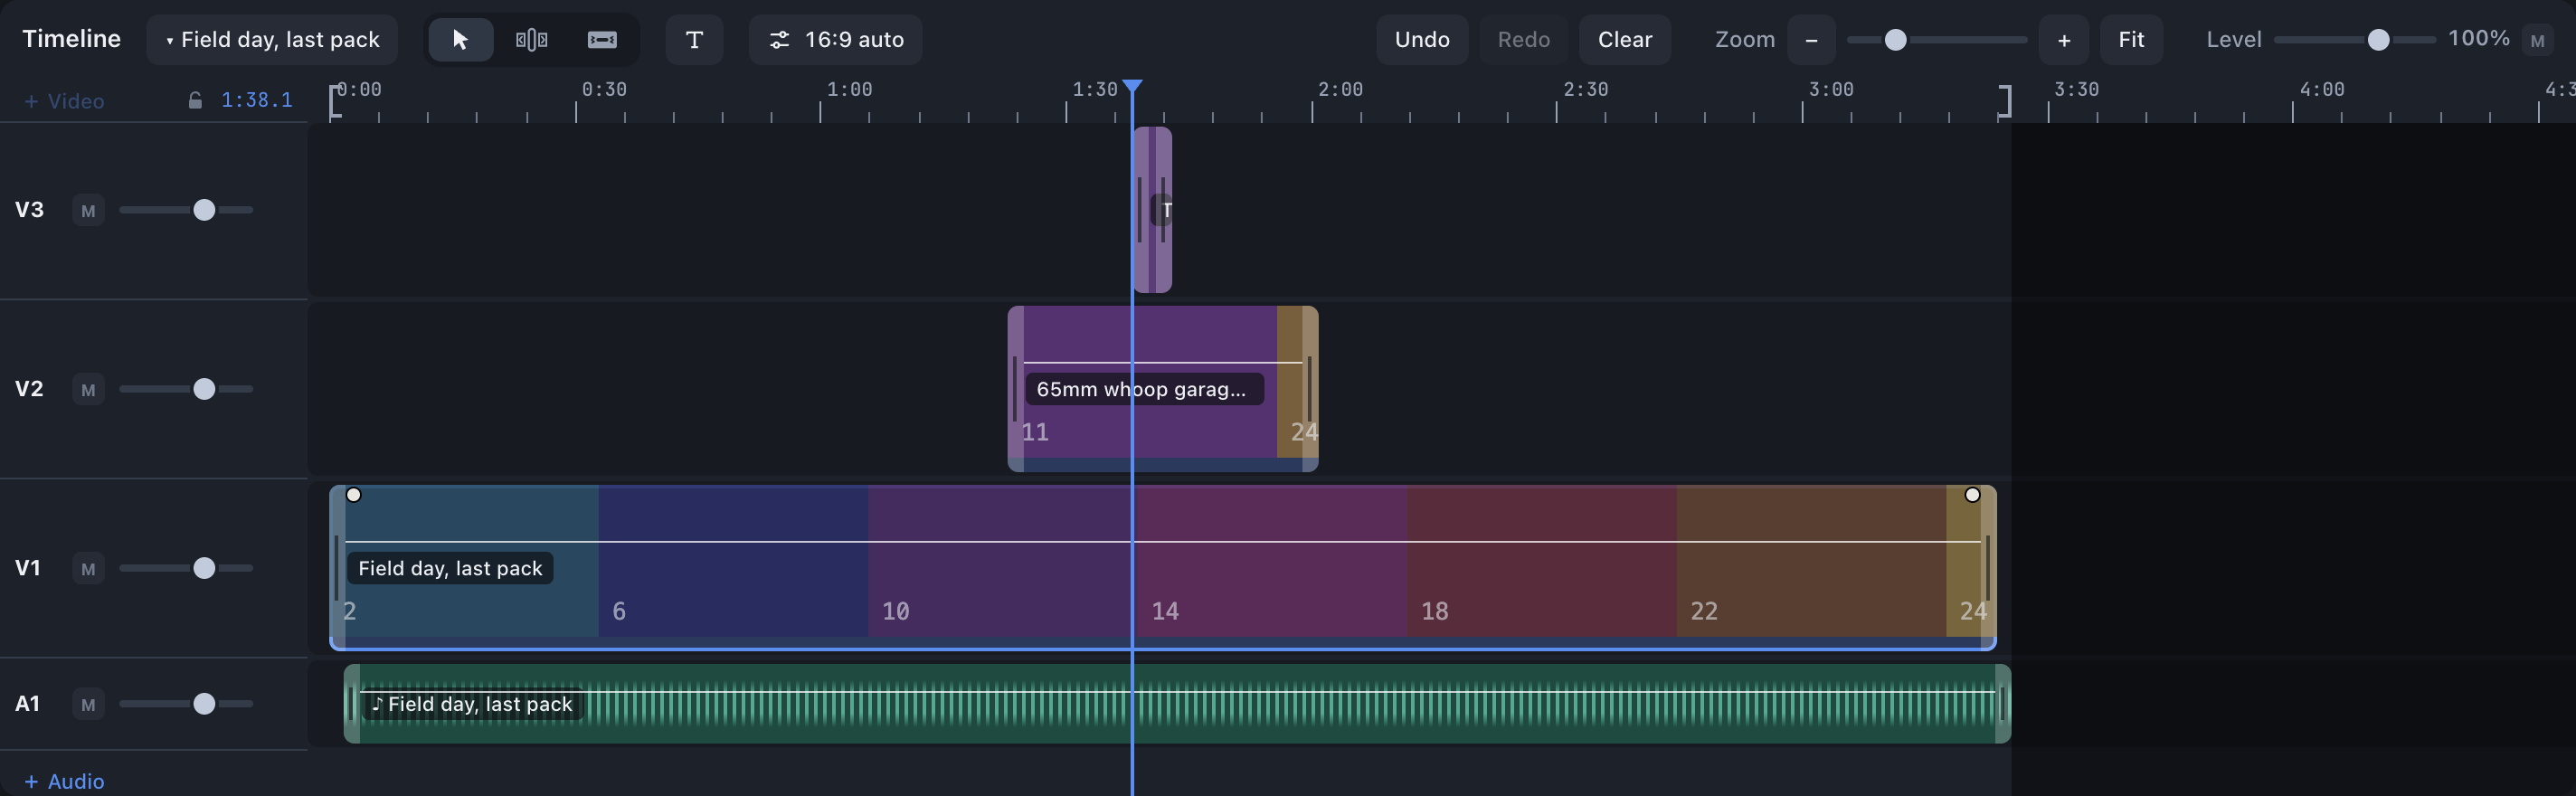 Timeline ▾ Field day, last pack T 16:9 auto Undo Redo Clear Zoom − + Fit Level 100% M
+ Video 1:38.1 0:00 0:30 1:00 1:30 2:00 2:30 3:00 3:30 4:00
V3 M T
V2 M 65mm whoop garag...
11 24
V1 M Field day, last pack
2 6 10 14 18 22 24
A1 M ♪ Field day, last pack
+ Audio